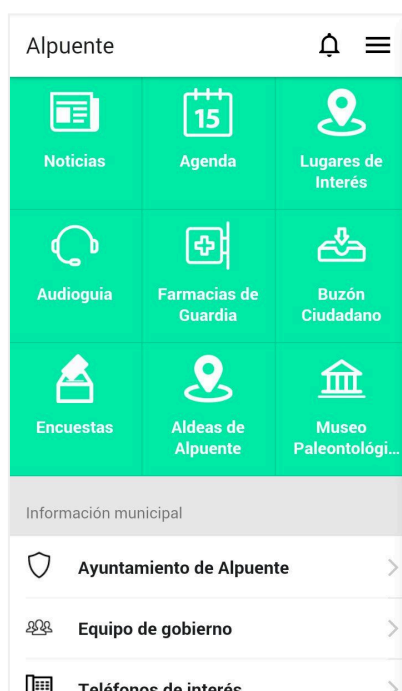 Alpuente
15
Noticias
Agenda
Lugares de
Interés
Audioguia
Farmacias de
Guardia
Buzón
Ciudadano
Encuestas
Aldeas de
Alpuente
Museo
Paleontológi...
Información municipal
Ayuntamiento de Alpuente
Equipo de gobierno
Teléfonos de interés